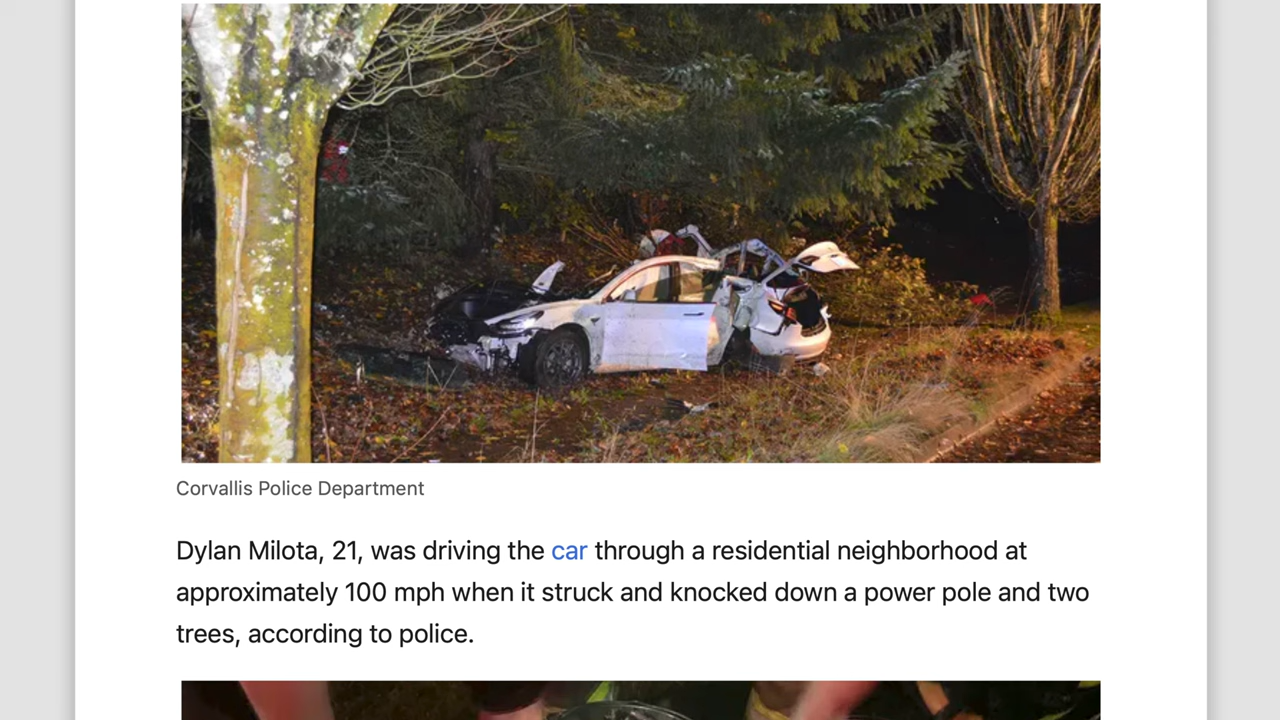 Corvallis Police Department
Dylan Milota, 21, was driving the car through a residential neighborhood at
approximately 100 mph when it struck and knocked down a power pole and two
trees, according to police.